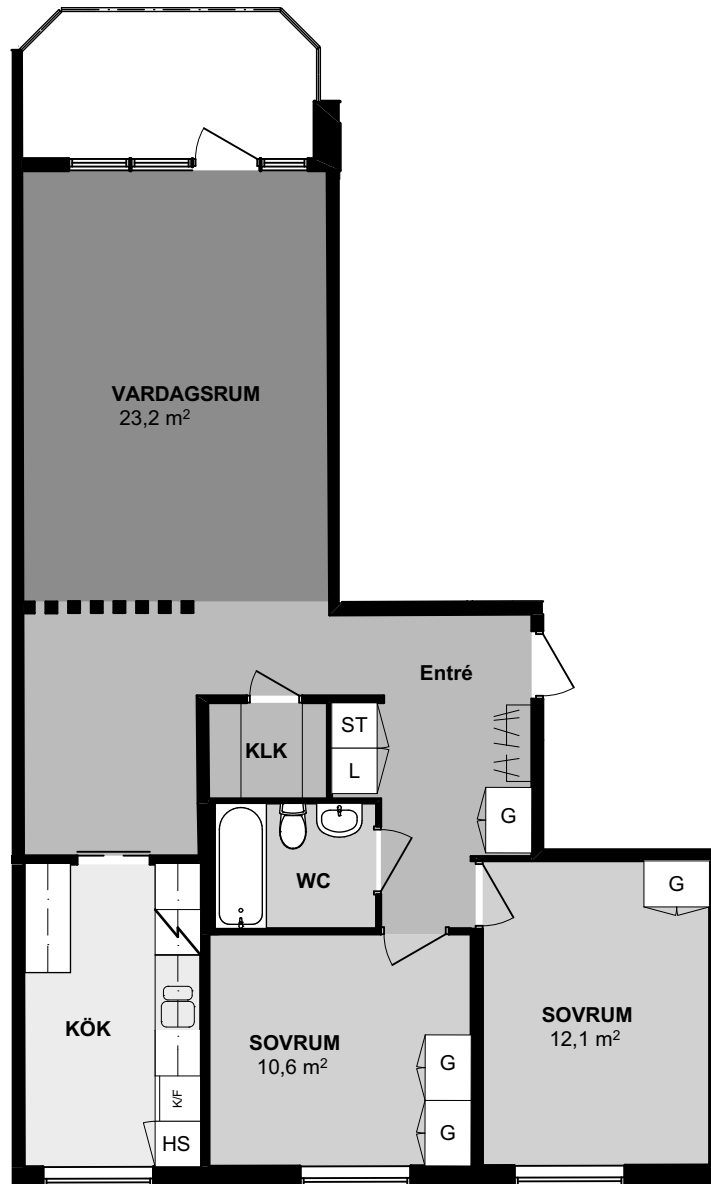 VARDAGSRUM
23,2 m²
Entré
ST
KLK
L
G
WC
G
KÖK
SOVRUM
12,1 m²
SOVRUM
10,6 m²
G
K/F
G
HS